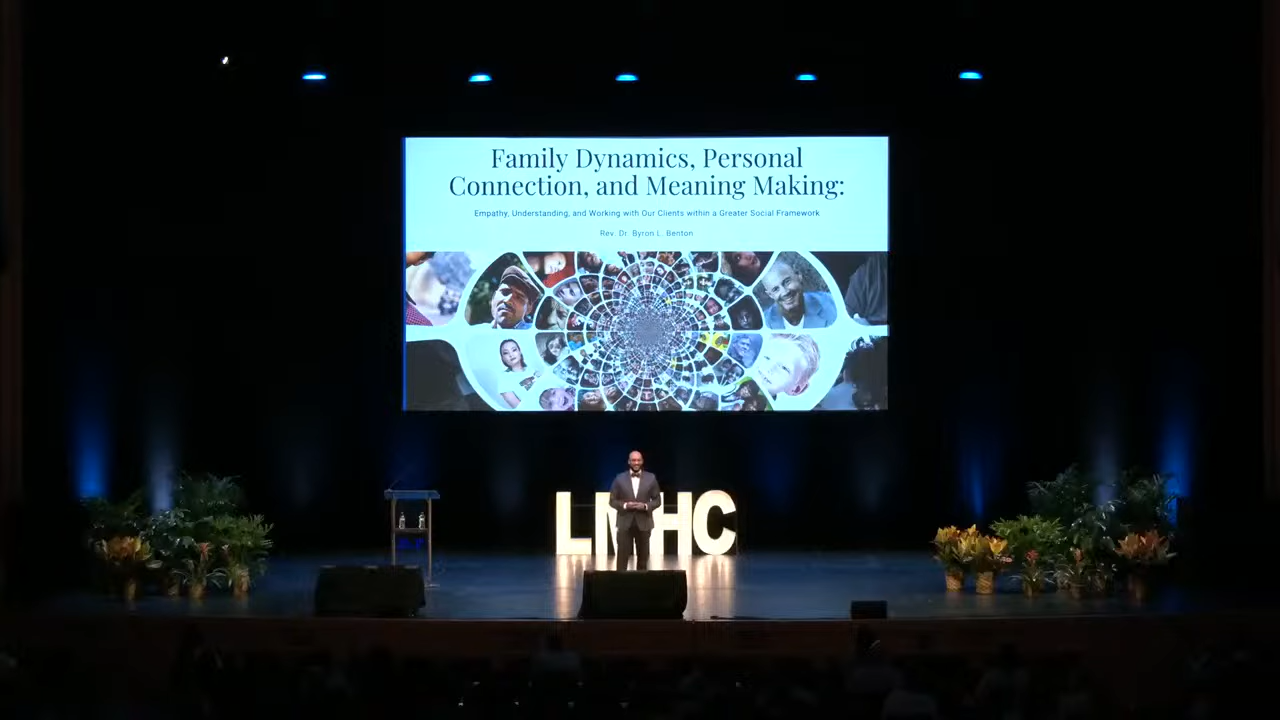 Family Dynamics, Personal
Connection, and Meaning Making:
Empathy, Understanding, and Working with Our Clients within a Greater Social Framework
Rev. Dr. Byron L. Benton
LMHC